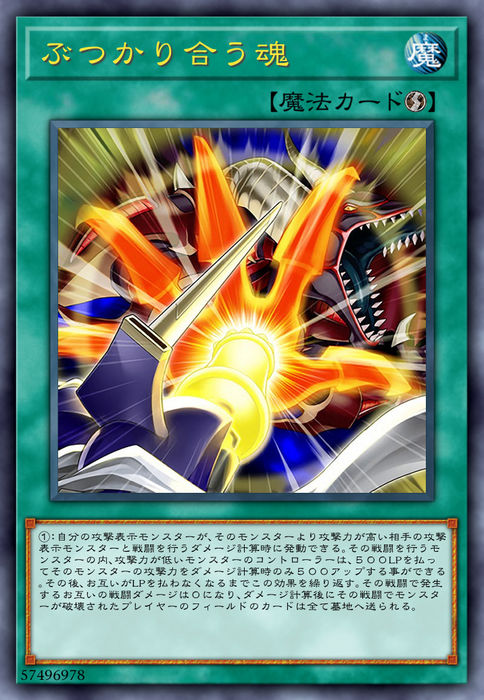 ぶつかり合う魂
魔
【魔法カード】
①:自分の攻撃表示モンスターが、そのモンスターより攻撃力が高い相手の攻撃
表示モンスターと戦闘を行うダメージ計算時に発動できる。その戦闘を行うモ
ンスターの内、攻撃力が低いモンスターのコントローラーは、500LPを払っ
てそのモンスターの攻撃力をダメージ計算時のみ500アップする事ができる
。その後、お互いがLPを払わなくなるまでこの効果を繰り返す。その戦闘で発生
するお互いの戦闘ダメージは0になり、ダメージ計算後にその戦闘でモンスタ
ーが破壊されたプレイヤーのフィールドのカードは全て墓地へ送られる。
57496978